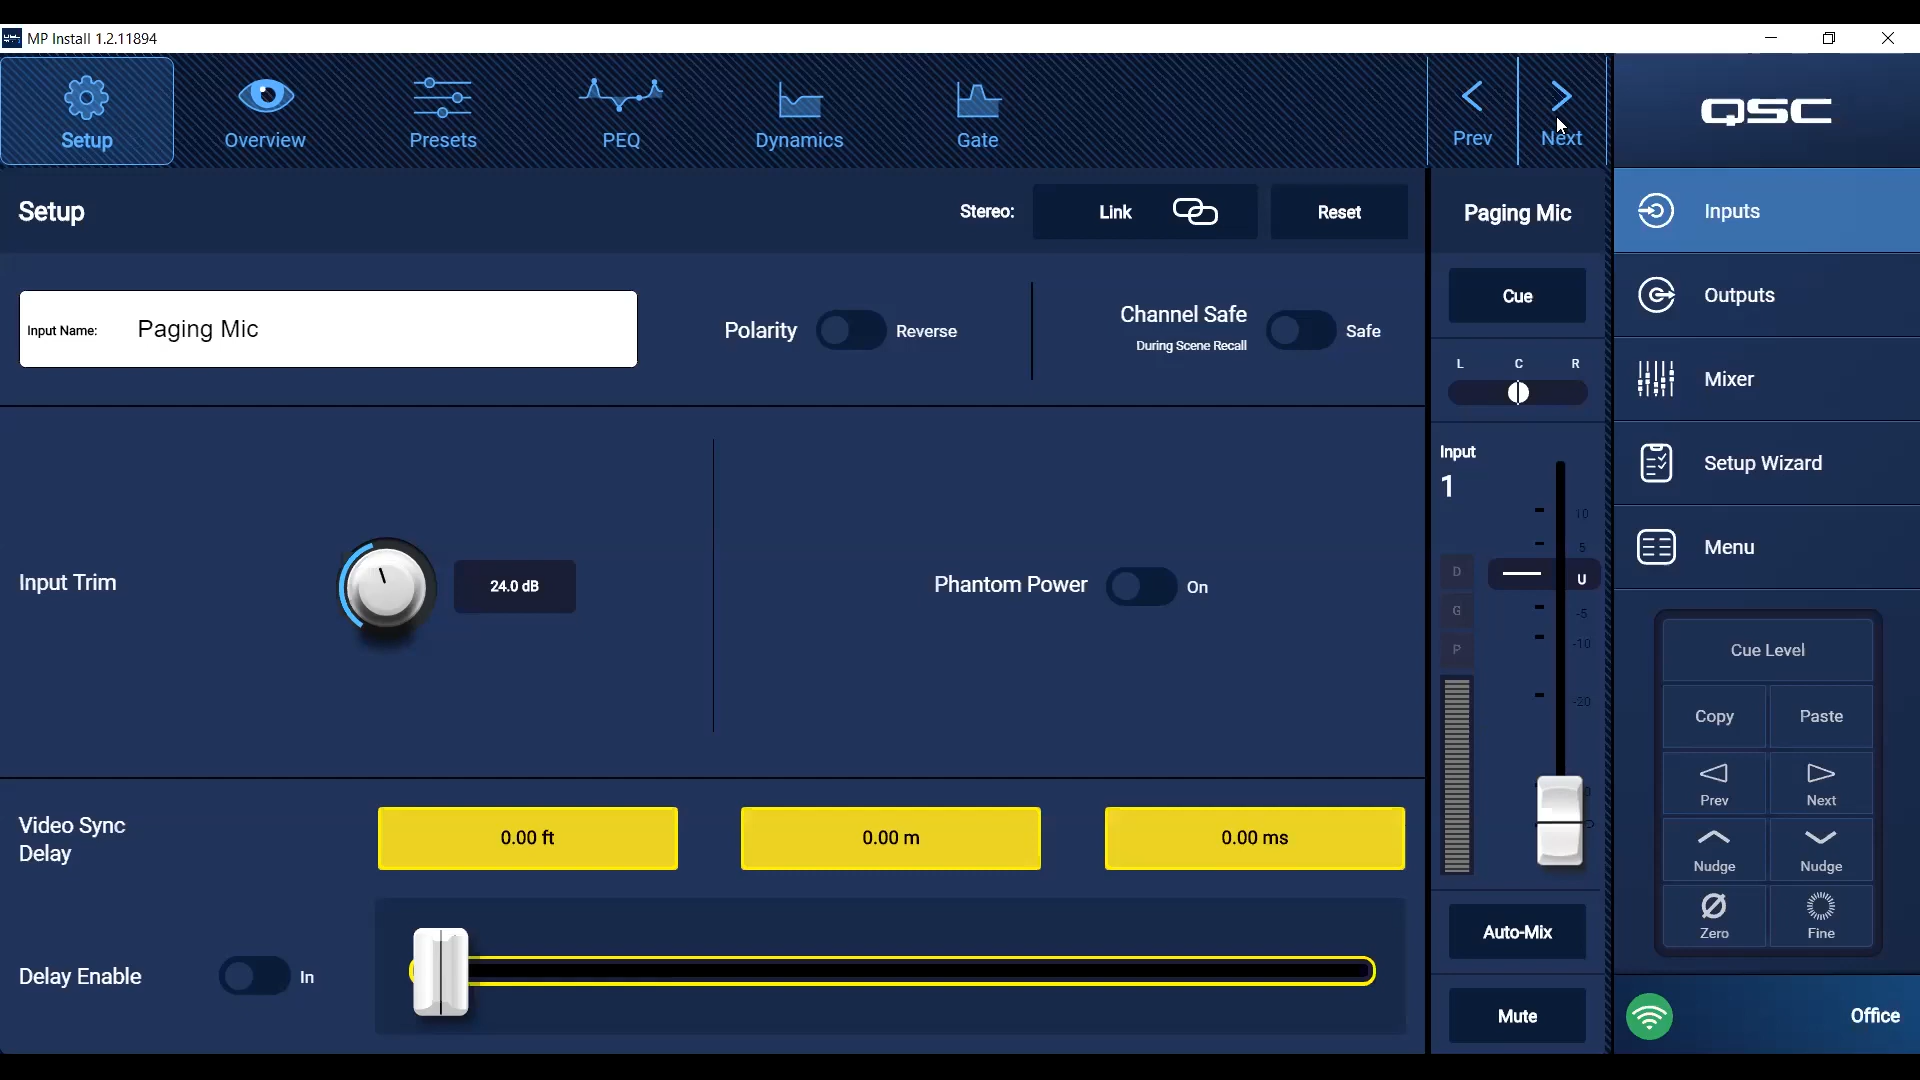 MP Install 1.2.11894
Setup
Overview
Presets
PEQ
Dynamics
Gate
Prev
Next
QSC
Setup
Stereo:
Link
Reset
Paging Mic
Inputs
Input Name:
Paging Mic
Polarity
Reverse
Channel Safe
During Scene Recall
Safe
Cue
L C R
Outputs
Mixer
Setup Wizard
Menu
Input
1
10
5
U
-5
-10
-20
D
G
P
Input Trim
24.0 dB
Phantom Power
On
Cue Level
Copy
Paste
Prev
Next
Nudge
Nudge
Zero
Fine
Video Sync
Delay
0.00 ft
0.00 m
0.00 ms
Delay Enable
In
Auto-Mix
Mute
Office